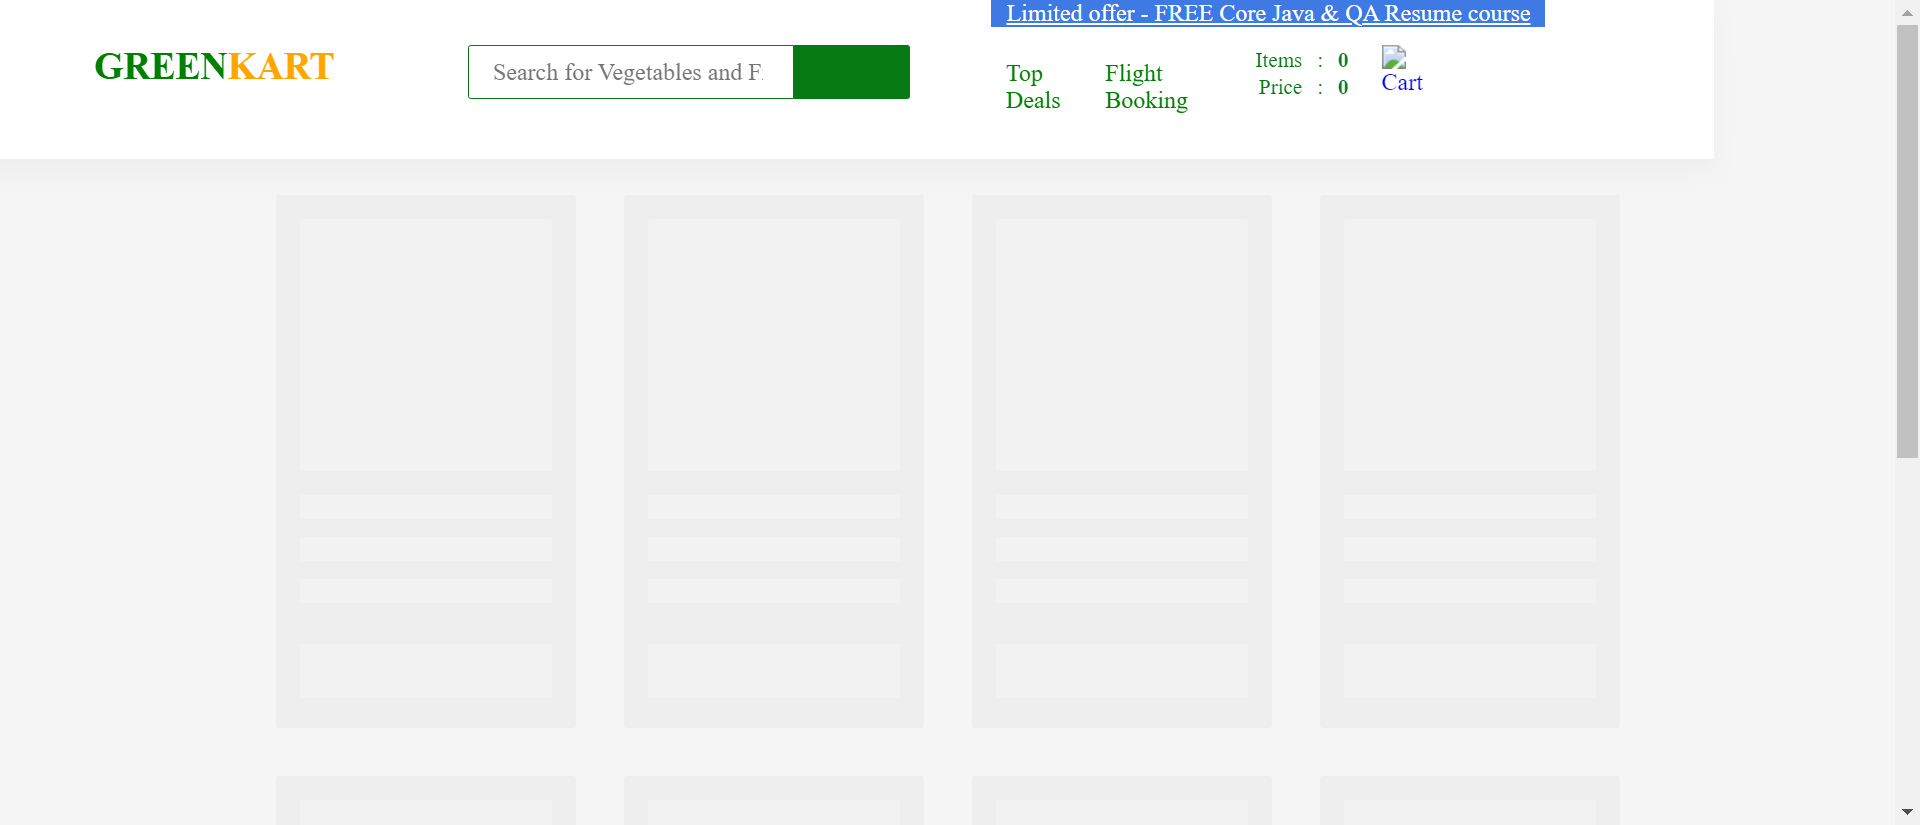 Limited offer - FREE Core Java & QA Resume course
GREENKART
Search for Vegetables and F
Top
Deals
Flight
Booking
Items : 0
Price : 0
Cart